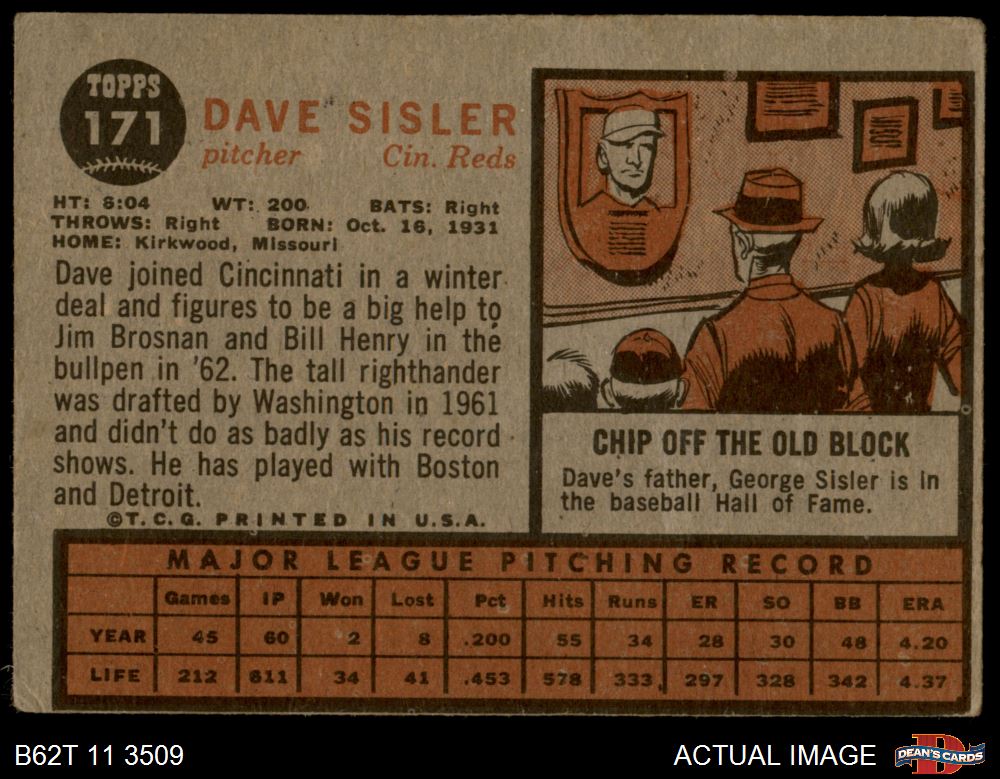 TOPPS
171
DAVE SISLER
pitcher Cin. Reds
HT: 6:04 WT: 200 BATS: Right
THROWS: Right BORN: Oct. 16, 1931
HOME: Kirkwood, Missouri
Dave joined Cincinnati in a winter
deal and figures to be a big help to
Jim Brosnan and Bill Henry in the
bullpen in '62. The tall righthander
was drafted by Washington in 1961
and didn't do as badly as his record
shows. He has played with Boston
and Detroit.
©T.C.G. PRINTED IN U.S.A.
CHIP OFF THE OLD BLOCK
Dave's father, George Sisler is in
the baseball Hall of Fame.
MAJOR LEAGUE PITCHING RECORD
Games IP Won Lost Pct Hits Runs ER SO BB ERA
YEAR 45 60 2 8 .200 55 34 28 30 48 4.20
LIFE 212 611 34 41 .453 578 333 297 328 342 4.37
B62T 11 3509
ACTUAL IMAGE
DEAN'S CARDS